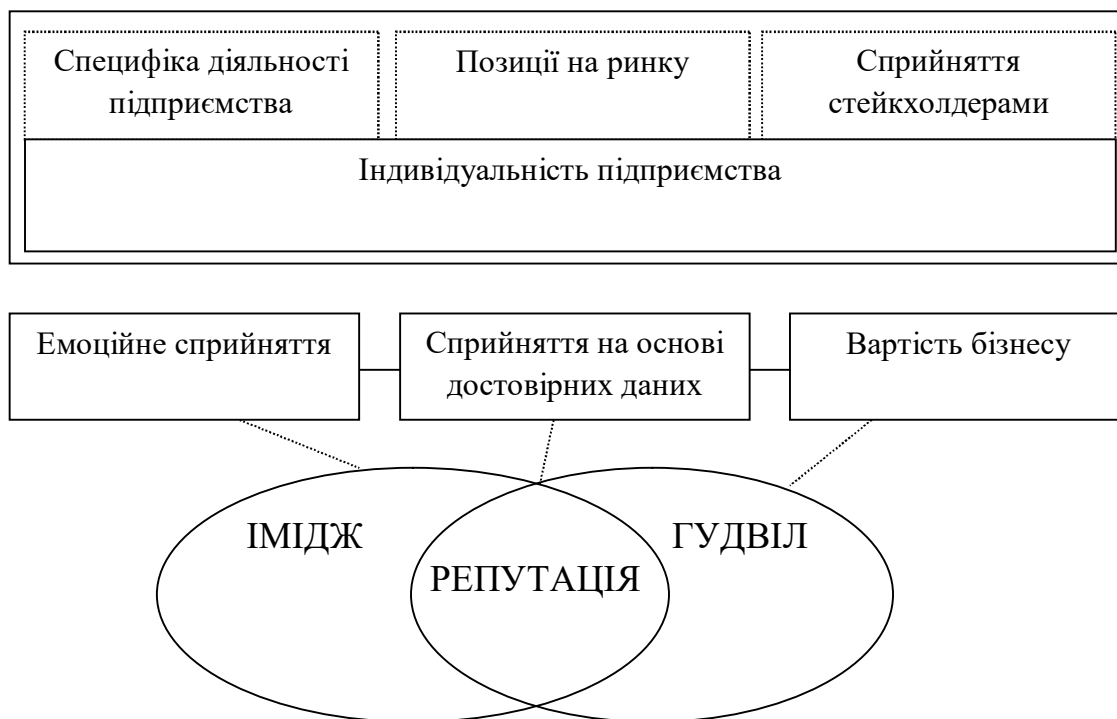 Специфіка діяльності
підприємства
Позиції на ринку
Сприйняття
стейкхолдерами
Індивідуальність підприємства
Емоційне сприйняття
Сприйняття на основі
достовірних даних
Вартість бізнесу
ІМІДЖ
ГУДВІЛ
РЕПУТАЦІЯ